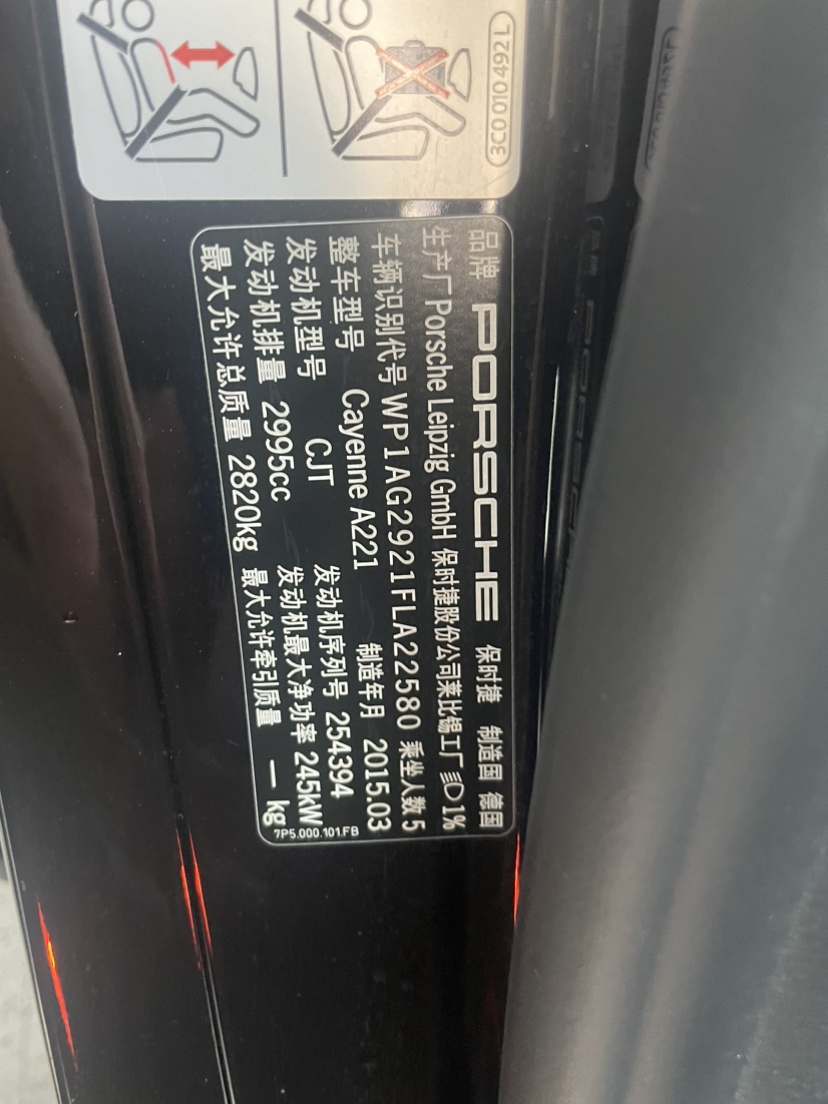 3C0 010 492 L
品牌 PORSCHE 保时捷 制造国 德国
生产厂 Porsche Leipzig GmbH 保时捷股份公司莱比锡工厂 1%
车辆识别代号 WP1AG2921FLA22580 乘坐人数 5
整车型号 Cayenne A221 制造年月 2015.03
发动机型号 CJT 发动机序列号 254394
发动机排量 2995cc 发动机最大净功率 245kW
最大允许总质量 2820kg 最大允许牵引质量 — kg
7P5.000.101.FB